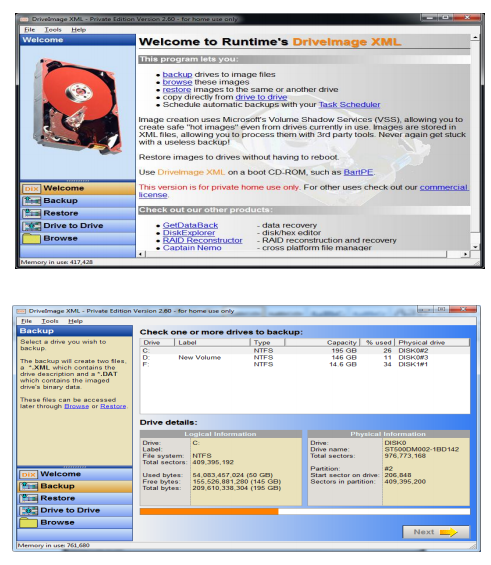 DriveImage XML - Private Edition Version 2,60 - for home use only
File Tools Help
Welcome
Welcome to Runtime's DriveImage XML
This program lets you:
backup drives to image files
browse these images
restore images to the same or another drive
copy directly from drive to drive
Schedule automatic backups with your Task Scheduler
Image creation uses Microsoft's Volume Shadow Services (VSS), allowing you to
create safe "hot images" even from drives currently in use. Images are stored in
XML files, allowing you to process them with 3rd party tools. Never again get stuck
with a useless backup!
Restore images to drives without having to reboot.
Use DriveImage XML on a boot CD-ROM, such as BartPE.
This version is for private home use only. For other uses check out our commercial
license.
Check out our other products:
GetDataBack - data recovery
DiskExplorer - disk/hex editor
RAID Reconstructor - RAID reconstruction and recovery
Captain Nemo - cross platform file manager
DIX Welcome
Backup
Restore
Drive to Drive
Browse
Memory in use: 417,428
DriveImage XML - Private Edition Version 2,60 - for home use only
File Tools Help
Backup
Select a drive you wish to
backup.
The backup will create two files,
a *.XML which contains the
drive description and a *.DAT
which contains the imaged
drive's binary data.
These files can be accessed
later through Browse or Restore.
DIX Welcome
Backup
Restore
Drive to Drive
Browse
Check one or more drives to backup:
Drive Label Type Capacity % used Physical drive
C: NTFS 195 GB 26 DISK0#2
D: New Volume NTFS 146 GB 11 DISK0#3
F: NTFS 14.6 GB 34 DISK1#1
Drive details:
Logical Information
Drive: C:
Label:
File system: NTFS
Total sectors: 409,395,192
Used bytes: 54,083,457,024 (50 GB)
Free bytes: 155,526,881,280 (145 GB)
Total bytes: 209,610,338,304 (195 GB)
Physical Information
Drive: DISK0
Drive name: ST500DM002-1BD142
Total sectors: 976,773,168
Partition: #2
Start sector on drive: 206,848
Sectors in partition: 409,395,200
Next
Memory in use: 761,680